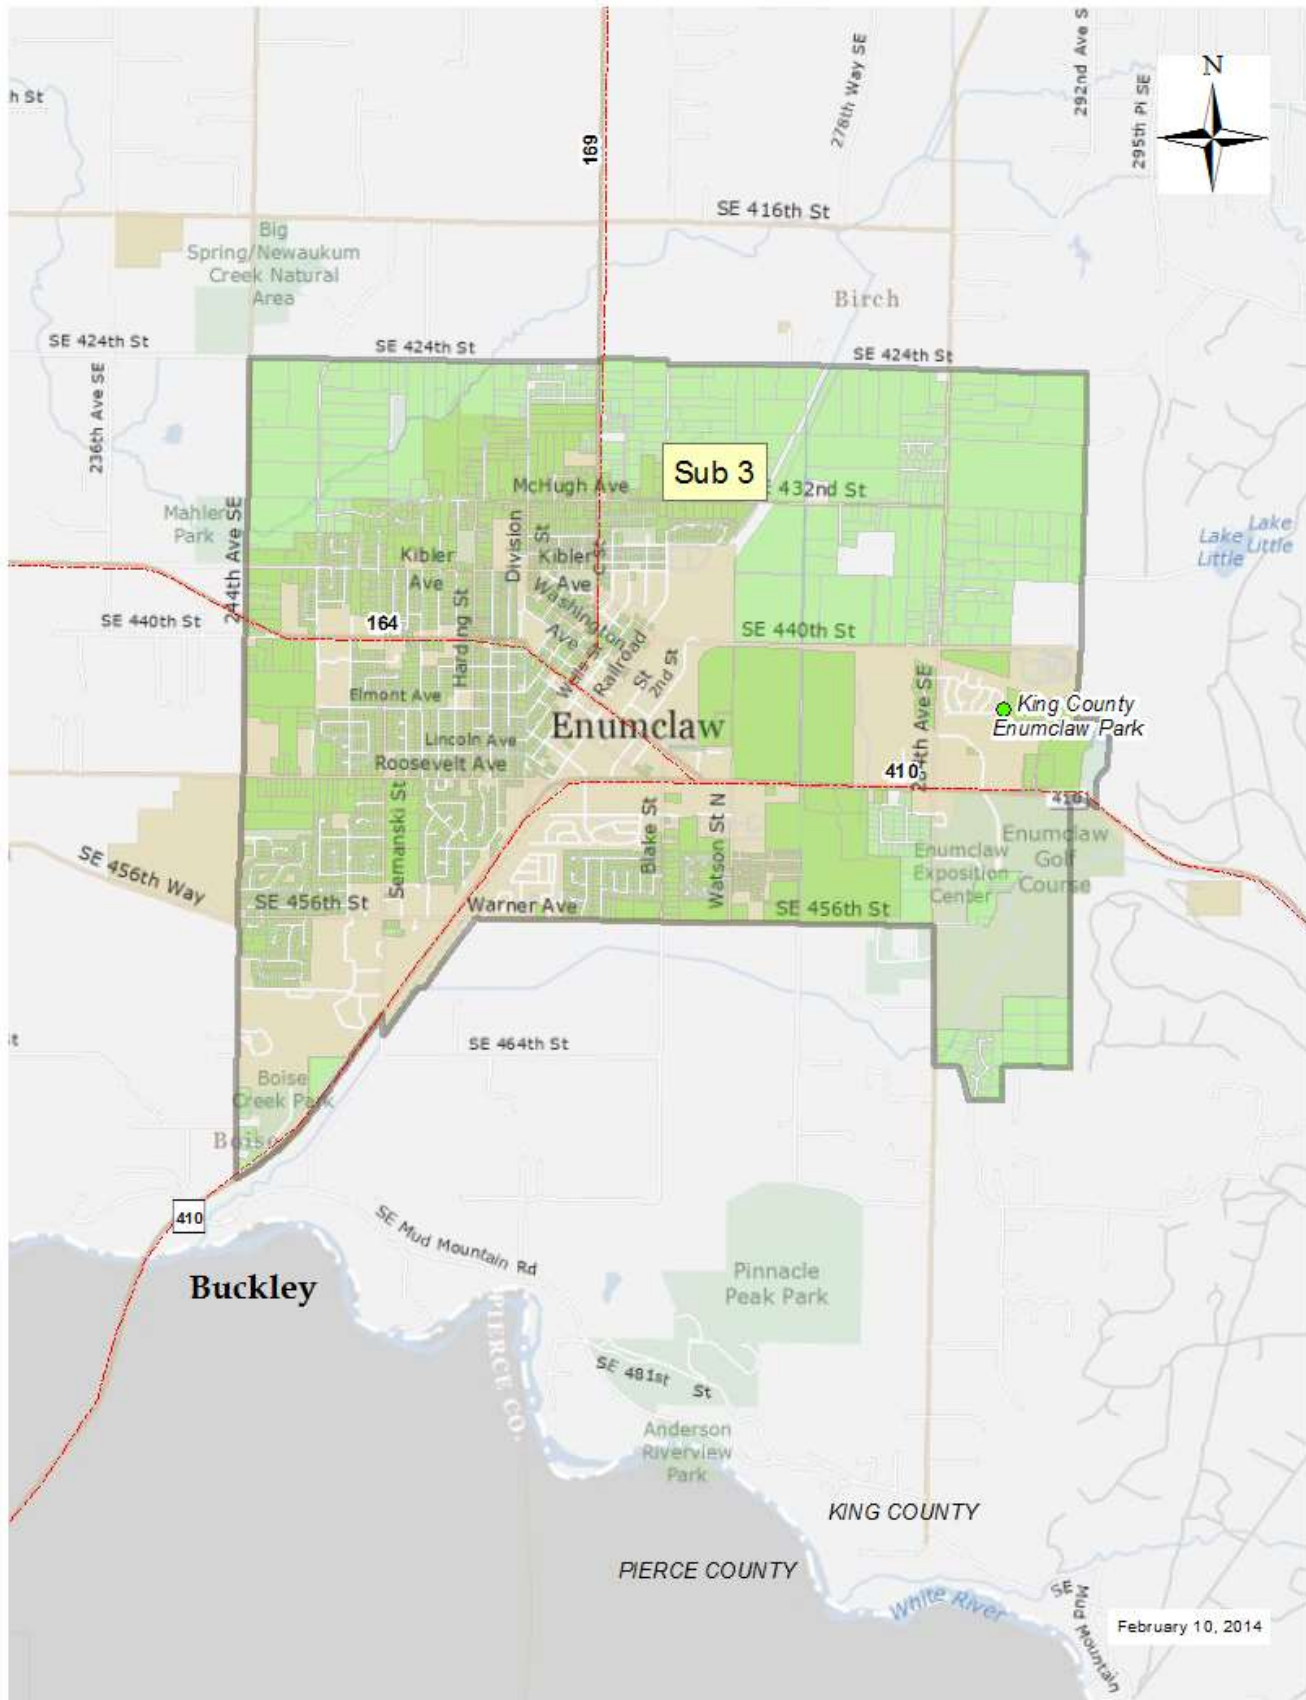 N
h St
278th Way SE
292nd Ave S
295th Pl SE
169
SE 416th St
Big
Spring/Newaukum
Creek Natural
Area
Birch
SE 424th St
SE 424th St
SE 424th St
236th Ave SE
Sub 3
McHugh Ave
432nd St
Mahler
Park
244th Ave SE
Division
St
C St
Kibler
Ave
Kibler
Ave
Lake
Little
Lake
Little
Harding St
Washington
Ave
SE 440th St
164
SE 440th St
Wells St
Railroad
St
2nd St
284th Ave SE
Elmont Ave
King County
Enumclaw Park
Enumclaw
Lincoln Ave
Roosevelt Ave
410
410
Semanski St
Blake St
Watson St N
Enumclaw
Golf
Course
Enumclaw
Exposition
Center
SE 456th Way
SE 456th St
Warner Ave
SE 456th St
st
SE 464th St
Boise
Creek Park
Boise
410
SE Mud Mountain Rd
Buckley
PIERCE CO.
Pinnacle
Peak Park
SE 481st St
Anderson
Riverview
Park
KING COUNTY
PIERCE COUNTY
White River
SE
Mud Mountain
February 10, 2014